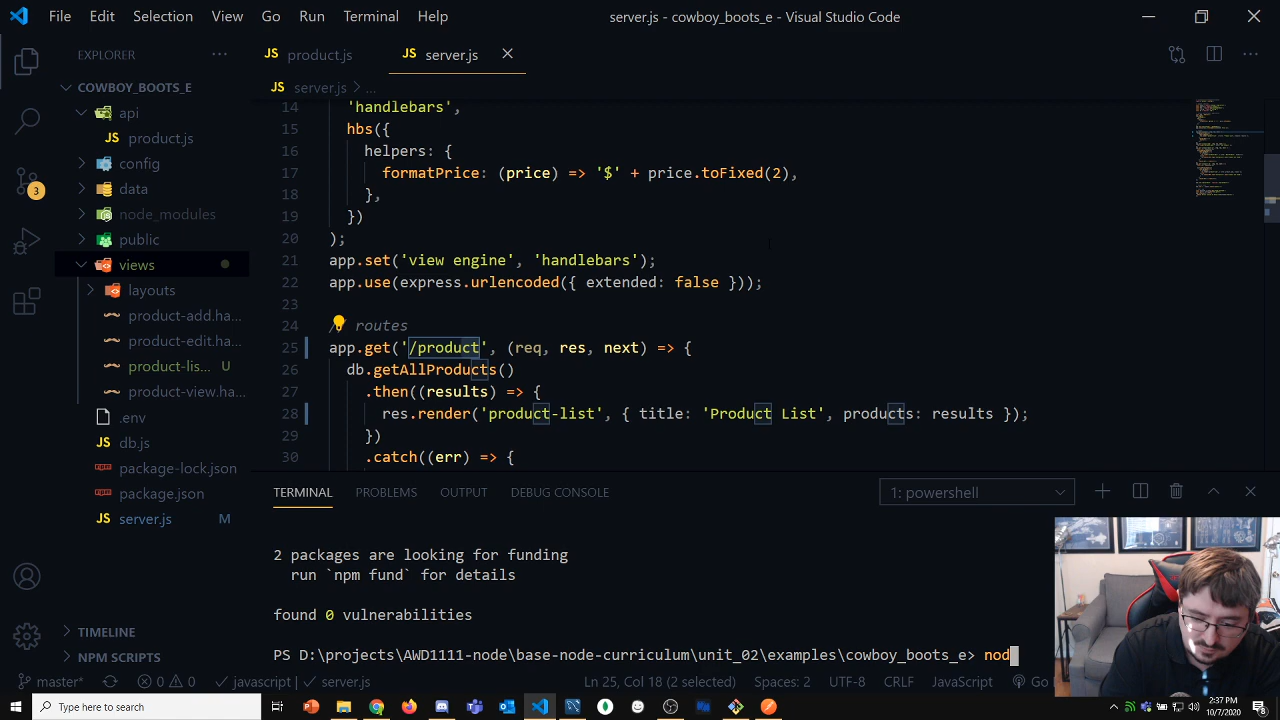 File Edit Selection View Go Run Terminal Help
server.js - cowboy_boots_e - Visual Studio Code
EXPLORER
COWBOY_BOOTS_E
api
JS product.js
config
data
node_modules
public
views
layouts
product-add.ha...
product-edit.ha...
product-lis... U
product-view.ha...
.env
db.js
package-lock.json
package.json
server.js M
TIMELINE
NPM SCRIPTS
3
JS product.js
JS server.js
JS server.js > ...
14 'handlebars',
15 hbs({
16 helpers: {
17 formatPrice: (price) => '$' + price.toFixed(2),
18 },
19 })
20 );
21 app.set('view engine', 'handlebars');
22 app.use(express.urlencoded({ extended: false }));
23
24 // routes
25 app.get('/product', (req, res, next) => {
26 db.getAllProducts()
27 .then((results) => {
28 res.render('product-list', { title: 'Product List', products: results });
29 })
30 .catch((err) => {
TERMINAL PROBLEMS OUTPUT DEBUG CONSOLE
1: powershell
2 packages are looking for funding
run `npm fund` for details
found 0 vulnerabilities
PS D:\projects\AWD1111-node\base-node-curriculum\unit_02\examples\cowboy_boots_e> nod
master* 0 0 javascript server.js
Ln 25, Col 18 (2 selected) Spaces: 2 UTF-8 CRLF JavaScript Go
Type here to search
2:37 PM
10/7/2020